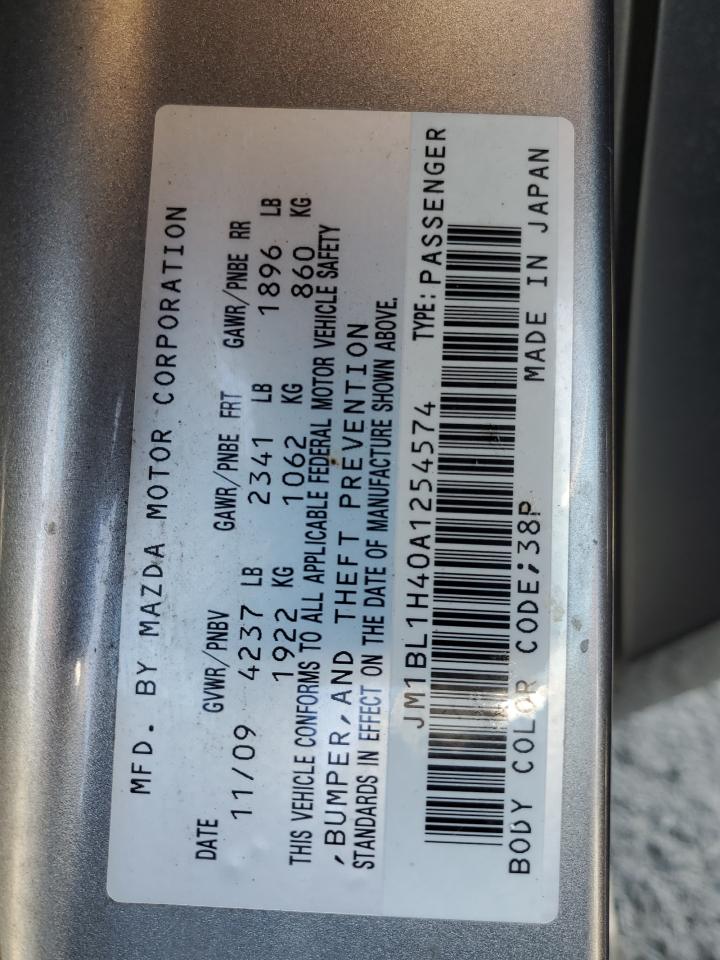 MFD. BY MAZDA MOTOR CORPORATION
DATE GVWR/PNBV GAWR/PNBE FRT GAWR/PNBE RR
11/09 4237 LB 2341 LB 1896 LB
1922 KG 1062 KG 860 KG
THIS VEHICLE CONFORMS TO ALL APPLICABLE FEDERAL MOTOR VEHICLE SAFETY
,BUMPER, AND THEFT PREVENTION
STANDARDS IN EFFECT ON THE DATE OF MANUFACTURE SHOWN ABOVE.
JM1BL1H40A1254574 TYPE:PASSENGER
BODY COLOR CODE;38P MADE IN JAPAN